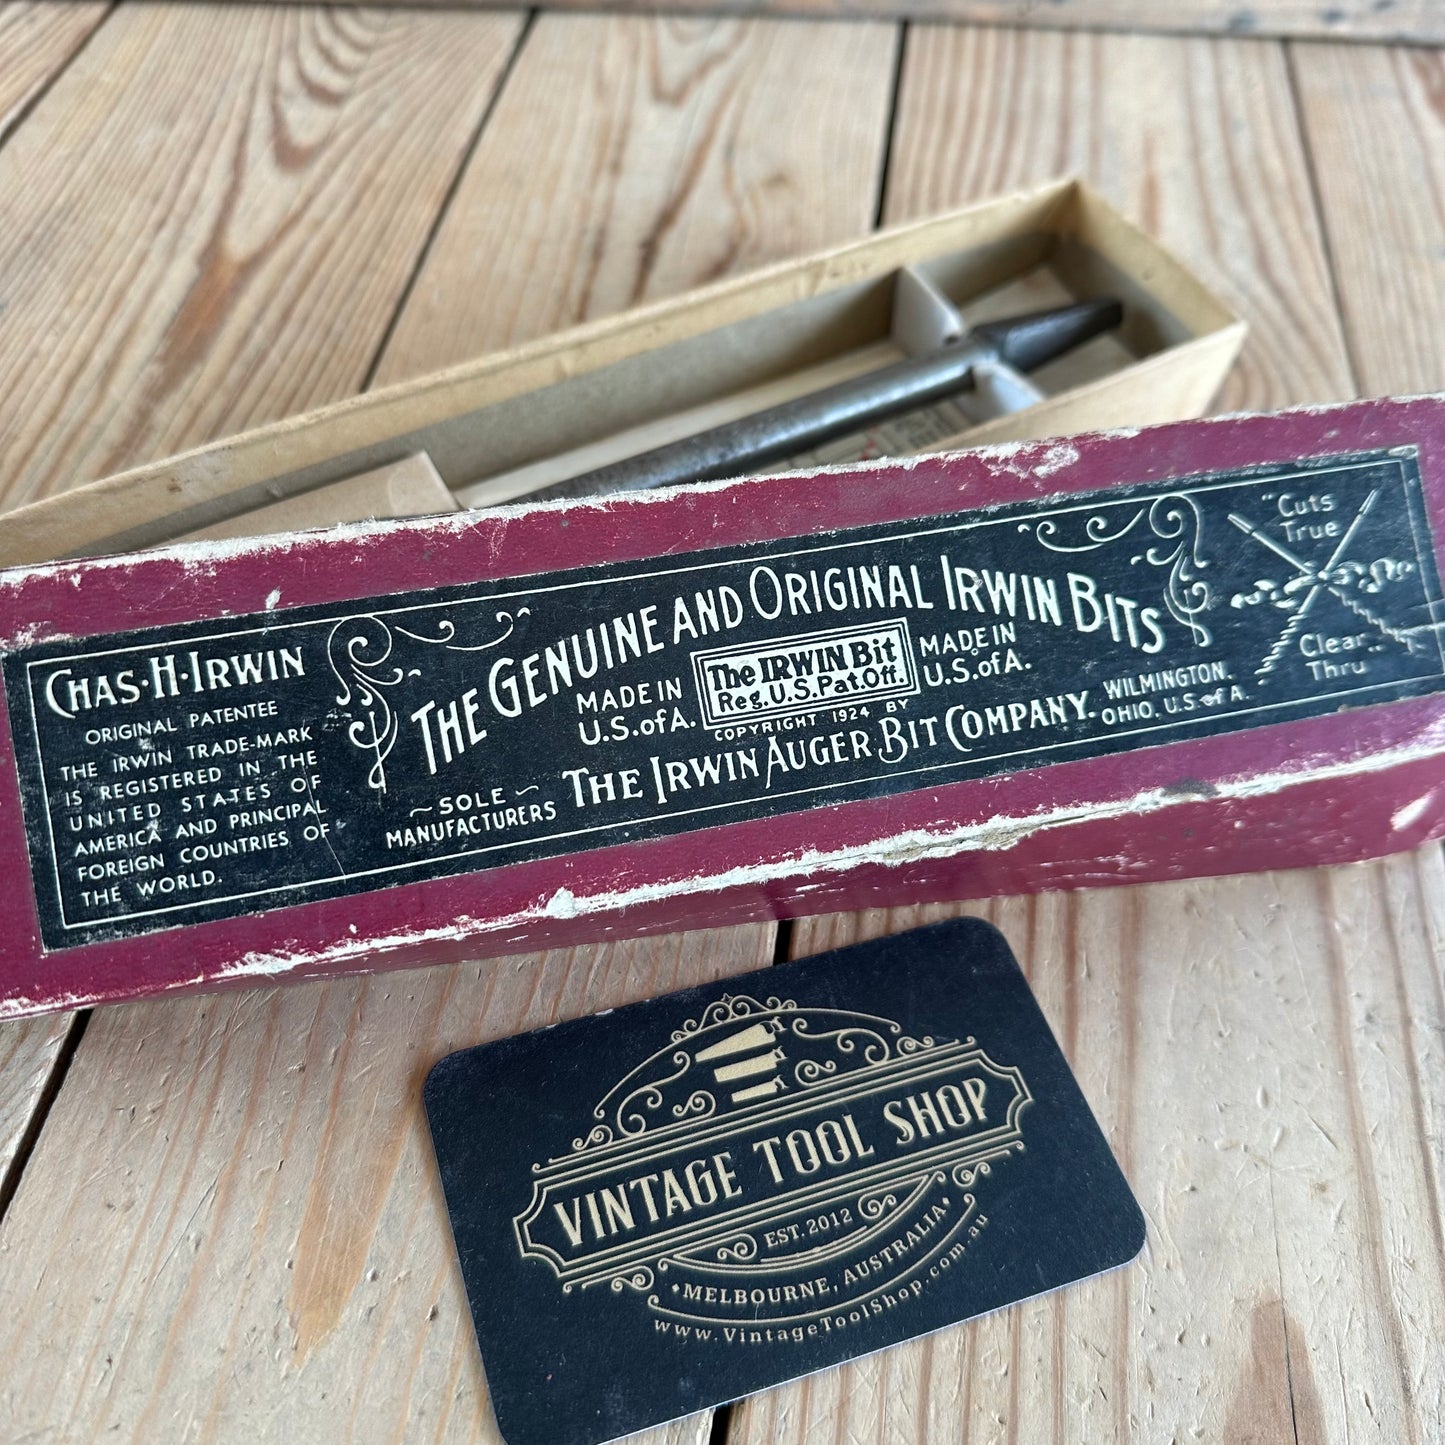 CHAS·H·IRWIN
ORIGINAL PATENTEE
THE IRWIN TRADE-MARK
IS REGISTERED IN THE
UNITED STATES OF
AMERICA AND PRINCIPAL
FOREIGN COUNTRIES OF
THE WORLD.
THE GENUINE AND ORIGINAL IRWIN BITS
MADE IN
U.S.of A.
The IRWIN Bit
Reg. U.S. Pat. Off.
MADE IN
U.S.of A.
COPYRIGHT 1924 BY
~SOLE~
MANUFACTURERS
THE IRWIN AUGER BIT COMPANY.
WILMINGTON.
OHIO, U.S. of A.
"Cuts
True
Clear
Thru"
VINTAGE TOOL SHOP
EST. 2012
MELBOURNE, AUSTRALIA
www.VintageToolShop.com.au